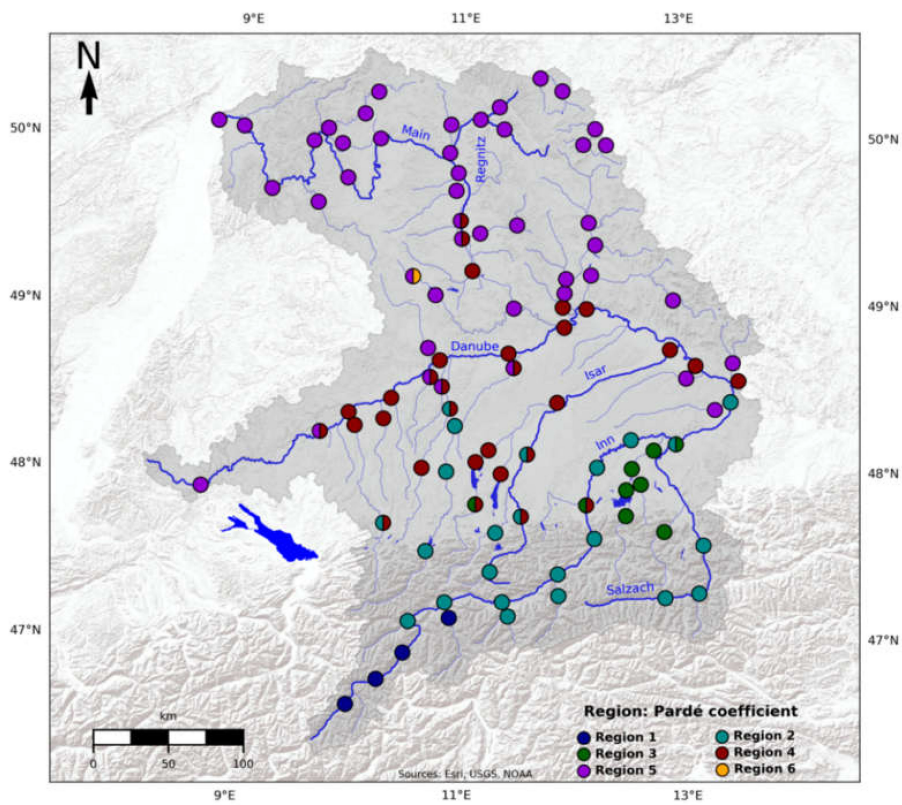 9°E 11°E 13°E
N
50°N
Main
Regnitz
50°N
49°N
49°N
Danube
Isar
Inn
48°N
48°N
Salzach
47°N
47°N
km
0 50 100
Region: Pardé coefficient
Region 1 Region 2
Region 3 Region 4
Region 5 Region 6
Sources: Esri, USGS, NOAA
9°E 11°E 13°E